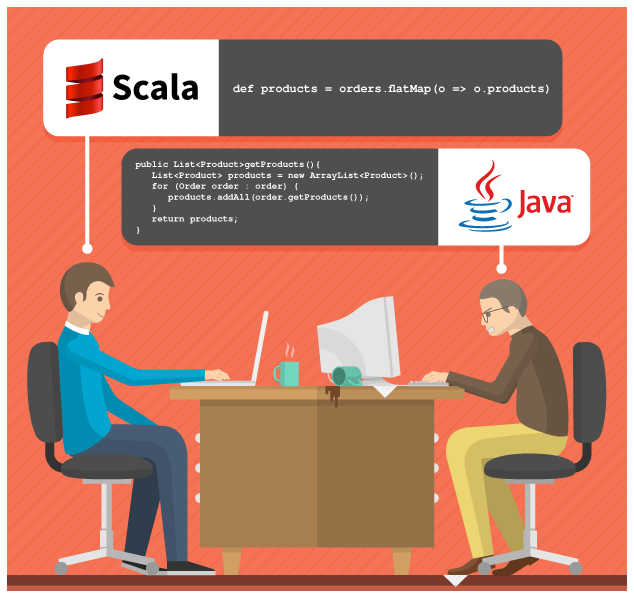 Scala
def products = orders.flatMap(o => o.products)
public List<Product>getProducts(){
List<Product> products = new ArrayList<Product>();
for (Order order : order) {
products.addAll(order.getProducts());
}
return products;
}
Java™